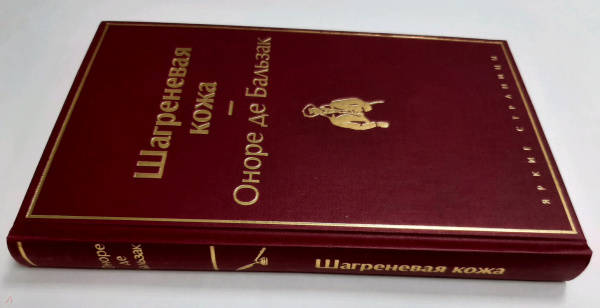 Шагреневая
кожа
Оноре де Бальзак
ЯРКИЕ СТРАНИЦЫ
Оноре
де
Бальзак
Шагреневая кожа